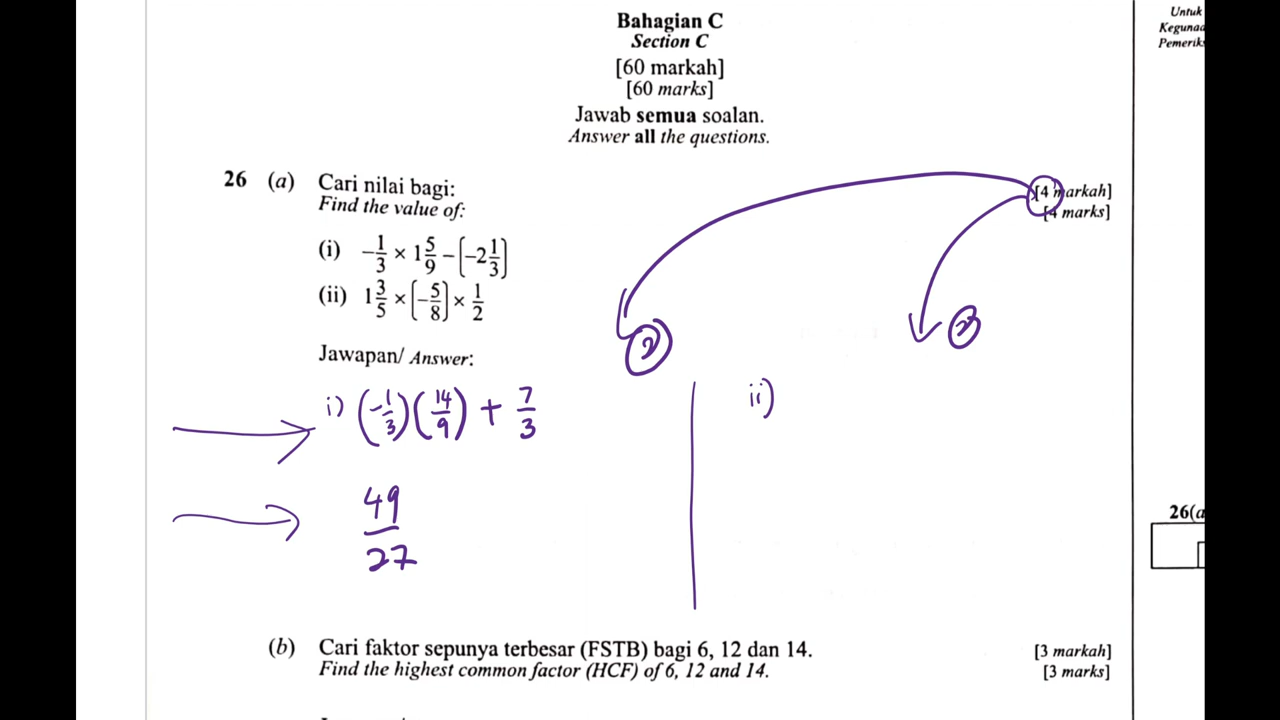 Bahagian C
Section C
[60 markah]
[60 marks]
Jawab semua soalan.
Answer all the questions.
Untuk
Keguna
Pemerik
26 (a) Cari nilai bagi: [4 markah]
Find the value of: [4 marks]
(i) −1/3 × 1 5/9 − [−2 1/3]
(ii) 1 3/5 × [−5/8] × 1/2
2 2
Jawapan/ Answer:
i) (−1/3)(14/9) + 7/3
ii)
49/27
26(a
(b) Cari faktor sepunya terbesar (FSTB) bagi 6, 12 dan 14. [3 markah]
Find the highest common factor (HCF) of 6, 12 and 14. [3 marks]